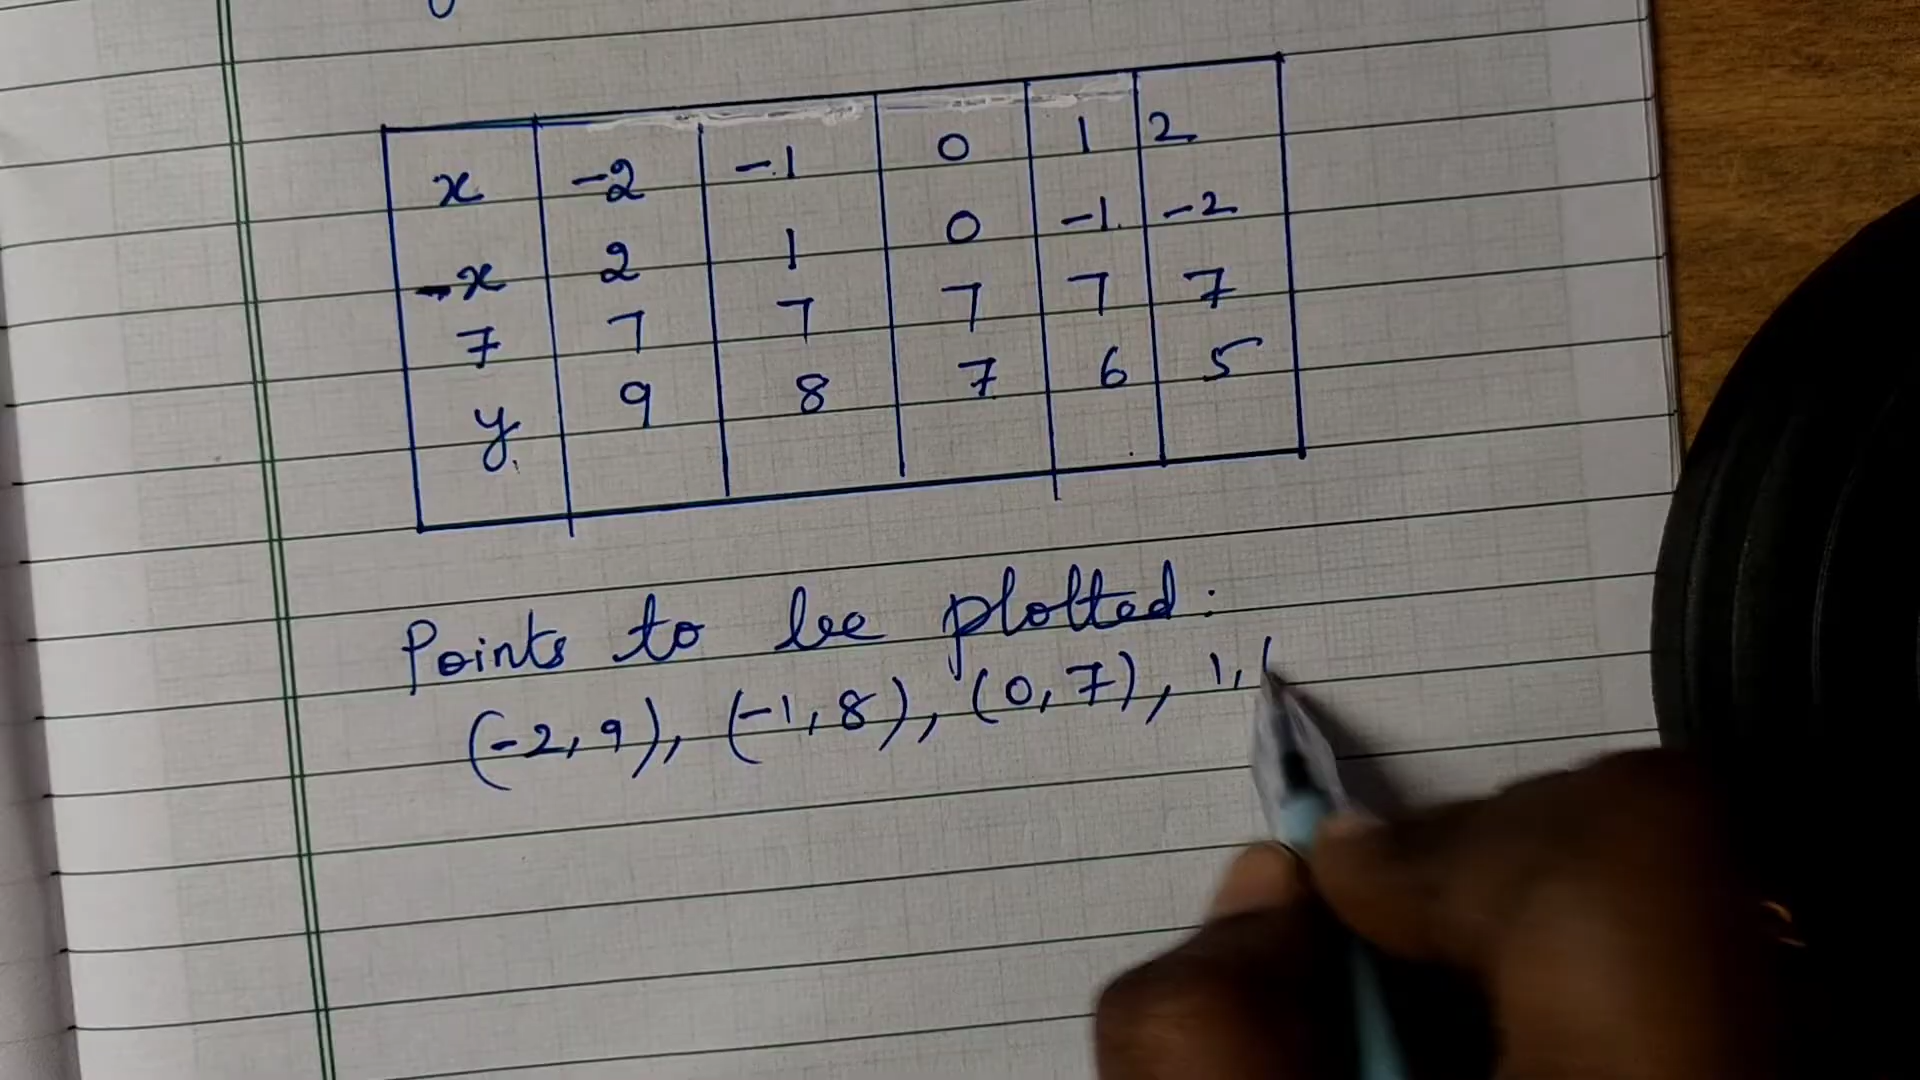 x -2 -1 0 1 2
-x 2 1 0 -1 -2
7 7 7 7 7 7
y 9 8 7 6 5
Points to be plotted:
(-2,9), (-1,8), (0,7), 1,